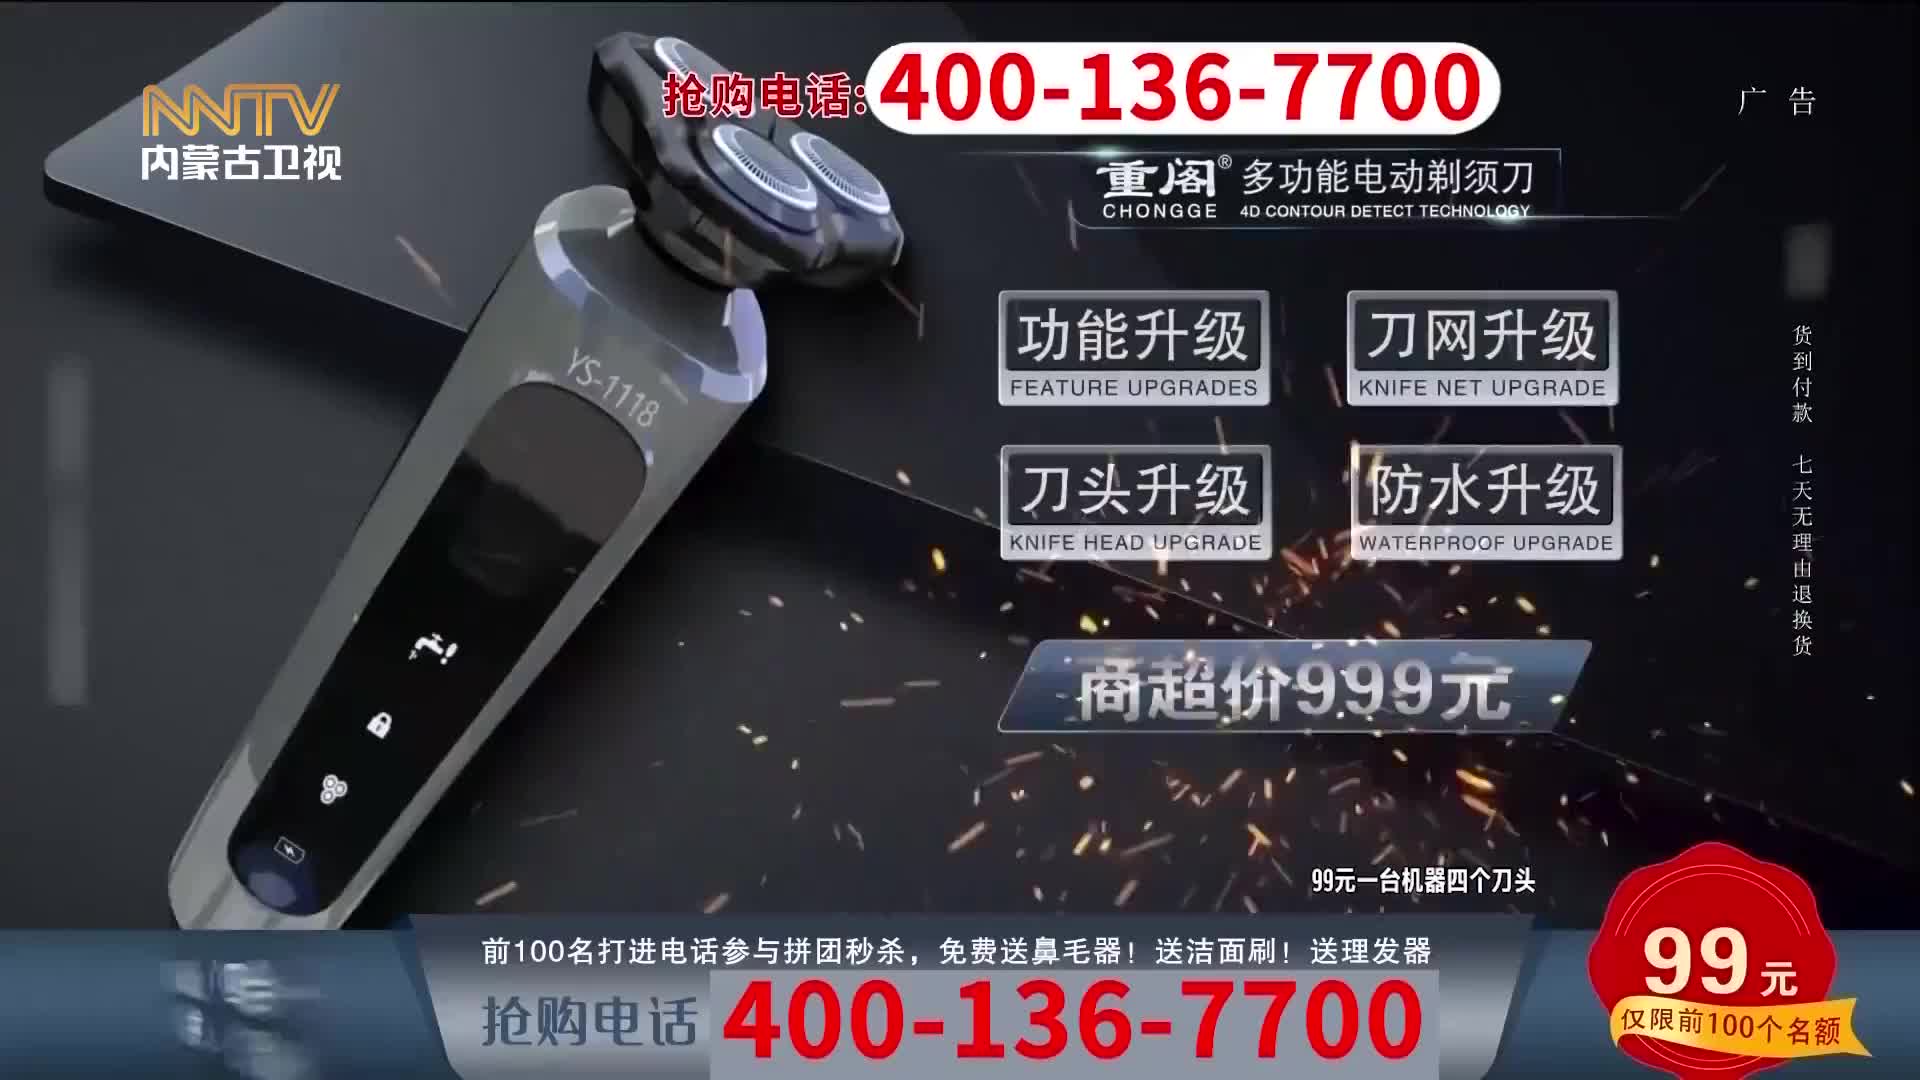 抢购电话:400-136-7700
广告
NNTV
内蒙古卫视
重阁® 多功能电动剃须刀
CHONGGE 4D CONTOUR DETECT TECHNOLOGY
YS-1118
功能升级
FEATURE UPGRADES
刀网升级
KNIFE NET UPGRADE
刀头升级
KNIFE HEAD UPGRADE
防水升级
WATERPROOF UPGRADE
货到付款 七天无理由退换货
商超价999元
99元一台机器四个刀头
前100名打进电话参与拼团秒杀，免费送鼻毛器！送洁面刷！送理发器
抢购电话 400-136-7700
99元
仅限前100个名额